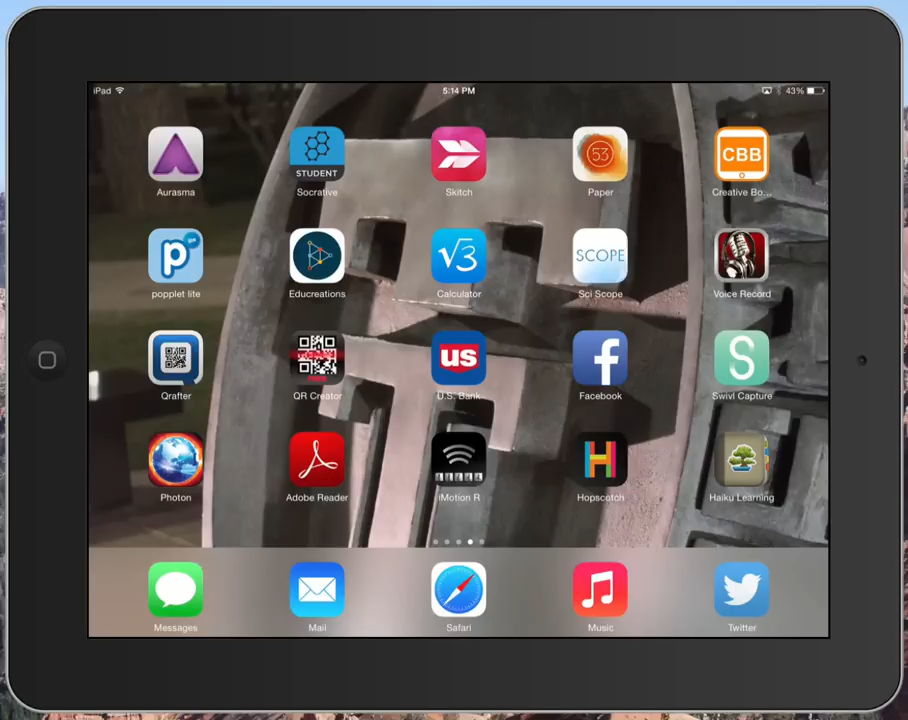 iPad 5:14 PM 43%
STUDENT
53
CBB
Aurasma Socrative Skitch Paper Creative Bo...
p
√3
SCOPE
popplet lite Educreations Calculator Sci Scope Voice Record
us
f
S
Qrafter QR Creator U.S. Bank Facebook Swivl Capture
H
Photon Adobe Reader iMotion R Hopscotch Haiku Learning
Messages Mail Safari Music Twitter